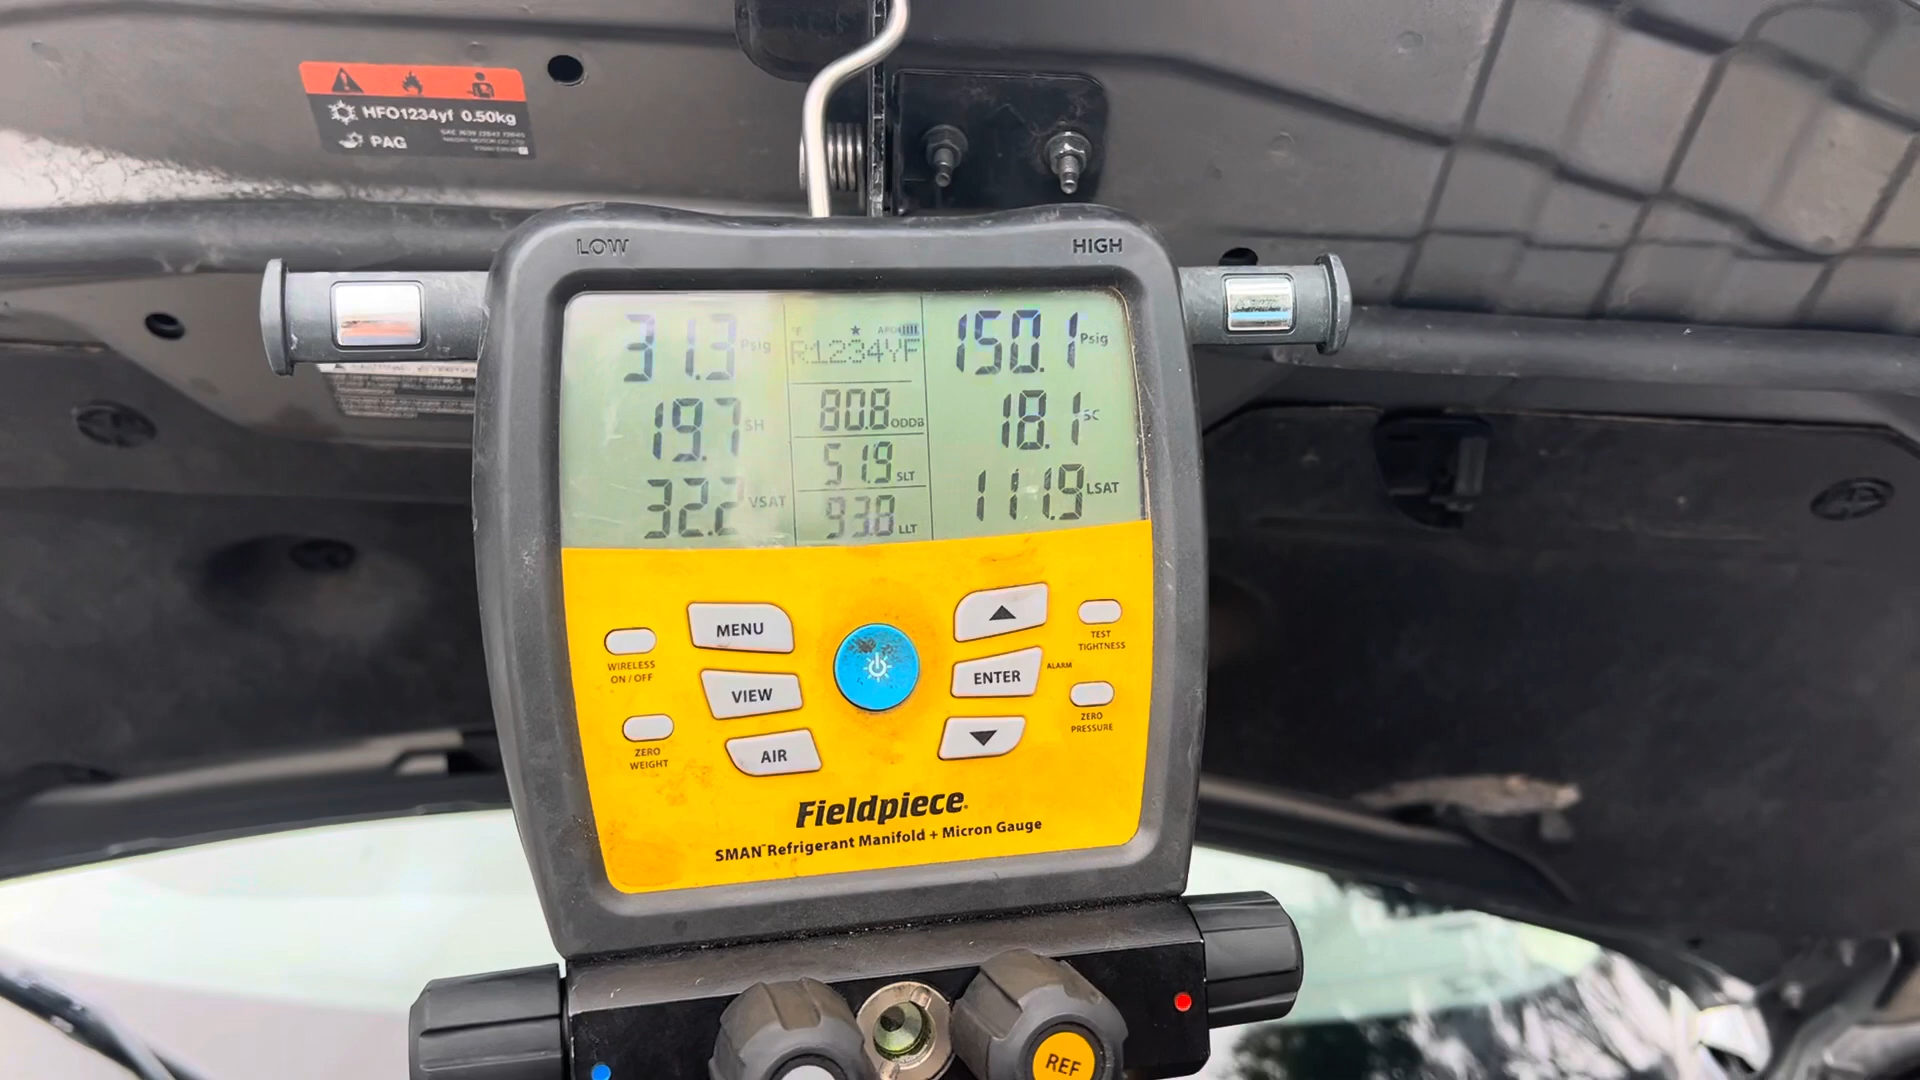 HFO1234yf 0.50kg
PAG
LOW
HIGH
31.3 Psig
R1234YF
150.1 Psig
19.7 SH
80.8 ODDB
18.1 SC
51.9 SLT
32.2 VSAT
93.8 LLT
111.9 LSAT
MENU
WIRELESS
ON / OFF
VIEW
ZERO
WEIGHT
AIR
TEST
TIGHTNESS
ENTER
ALARM
ZERO
PRESSURE
Fieldpiece
SMAN™ Refrigerant Manifold + Micron Gauge
REF